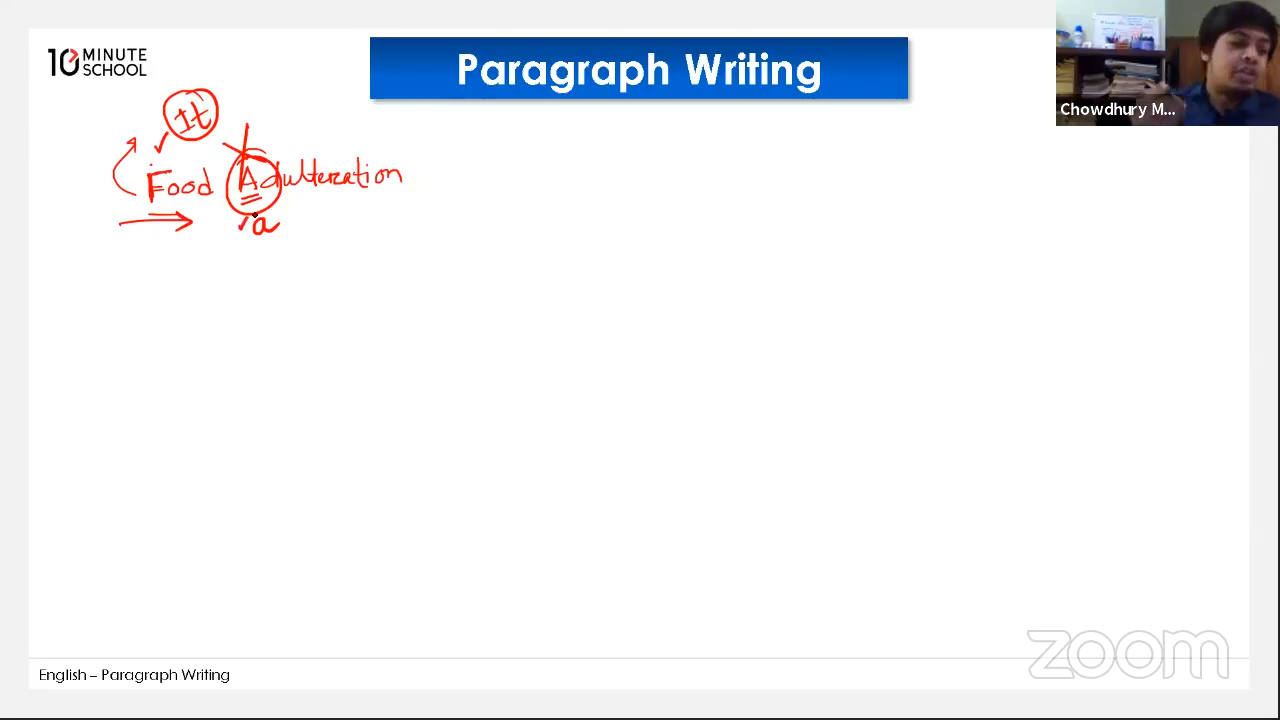 10 MINUTE SCHOOL
Paragraph Writing
Chowdhury M...
It
Food Adulteration
a
zoom
English – Paragraph Writing